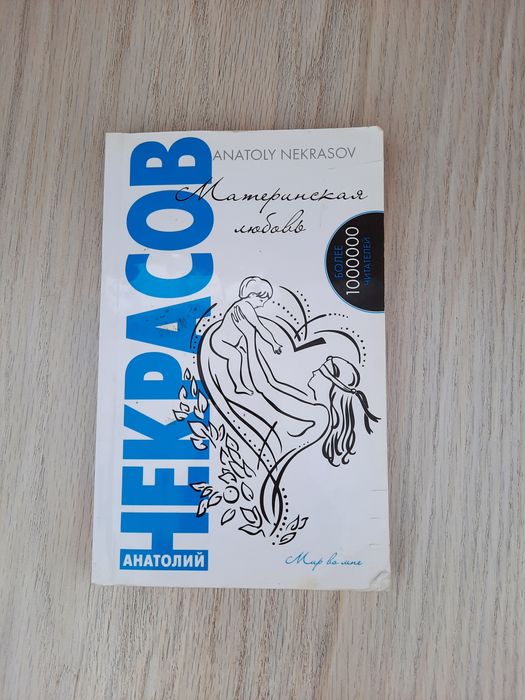 ANATOLY NEKRASOV
Материнская
любовь
БОЛЕЕ
1000000
ЧИТАТЕЛЕЙ
АНАТОЛИЙ
НЕКРАСОВ
Мир во мне